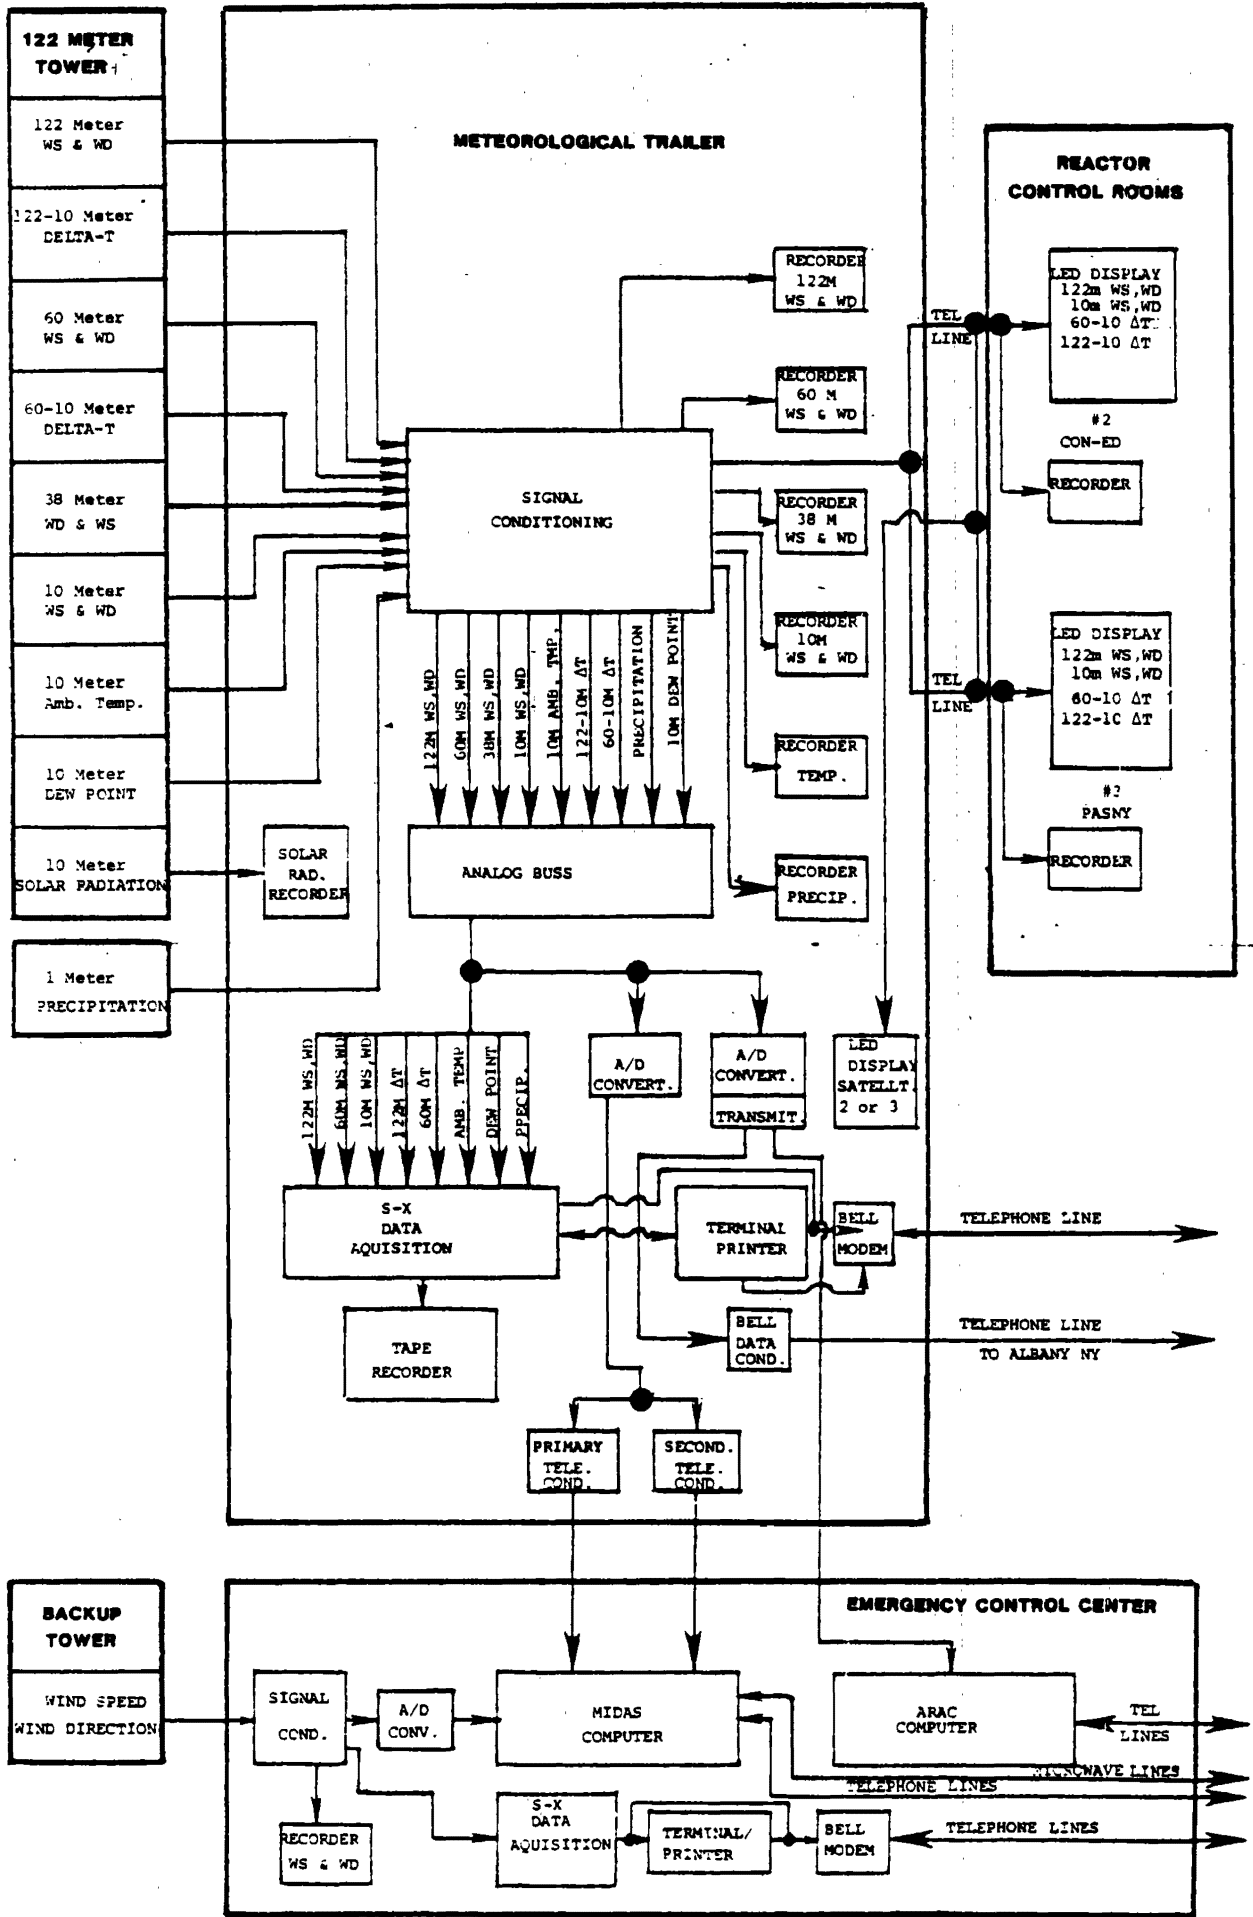 122 METER
TOWER
122 Meter
WS & WD
122-10 Meter
DELTA-T
60 Meter
WS & WD
60-10 Meter
DELTA-T
38 Meter
WD & WS
10 Meter
WS & WD
10 Meter
Amb. Temp.
10 Meter
DEW POINT
10 Meter
SOLAR RADIATION
1 Meter
PRECIPITATION
METEOROLOGICAL TRAILER
RECORDER
122M
WS & WD
RECORDER
60 M
WS & WD
SIGNAL
CONDITIONING
RECORDER
38 M
WS & WD
RECORDER
10M
WS & WD
RECORDER
TEMP.
RECORDER
PRECIP.
122M WS,WD
60M WS,WD
38M WS,WD
10M WS,WD
10M AMB. TMP.
122-10M ΔT
60-10M ΔT
PRECIPITATION
10M DEW POINT
SOLAR
RAD.
RECORDER
ANALOG BUSS
122M WS,WD
60M WS,WD
10M WS,WD
122M ΔT
60M ΔT
AMB. TEMP
DEW POINT
PPECIP.
A/D
CONVERT.
A/D
CONVERT.
TRANSMIT.
LED
DISPLAY
SATELLT.
2 or 3
S-X
DATA
AQUISITION
TERMINAL
PRINTER
BELL
MODEM
TELEPHONE LINE
TAPE
RECORDER
BELL
DATA
COND.
TELEPHONE LINE
TO ALBANY NY
PRIMARY
TELE.
COND.
SECOND.
TELE.
COND.
REACTOR
CONTROL ROOMS
TEL
LINE
LED DISPLAY
122m WS,WD
10m WS,WD
60-10 ΔT
122-10 ΔT
#2
CON-ED
RECORDER
TEL
LINE
LED DISPLAY
122m WS,WD
10m WS,WD
60-10 ΔT
122-10 ΔT
#3
PASNY
RECORDER
BACKUP
TOWER
WIND SPEED
WIND DIRECTION
EMERGENCY CONTROL CENTER
SIGNAL
COND.
A/D
CONV.
MIDAS
COMPUTER
ARAC
COMPUTER
TEL
LINES
MICROWAVE LINES
TELEPHONE LINES
RECORDER
WS & WD
S-X
DATA
AQUISITION
TERMINAL/
PRINTER
BELL
MODEM
TELEPHONE LINES